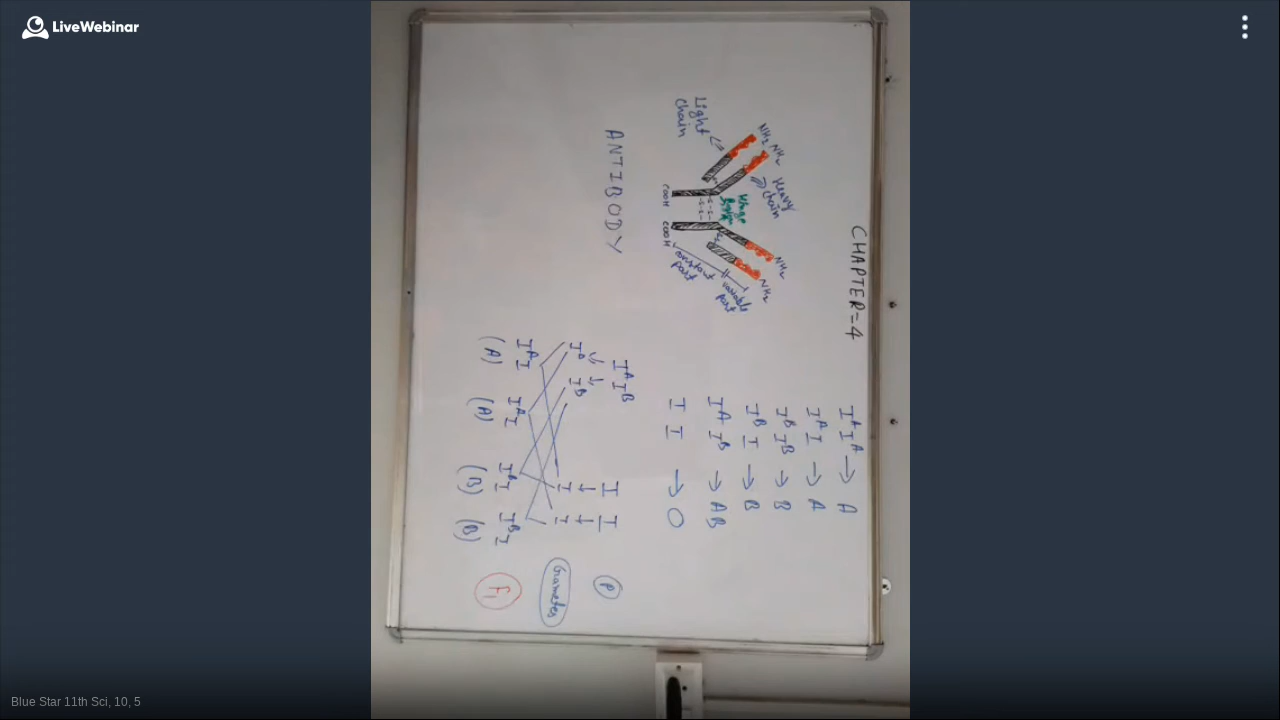 LiveWebinar
CHAPTER=4
NH₂ NH₂
NH₂
NH₂
Light chain
Heavy chain
Hinge
COOH COOH
constant part
variable part
ANTIBODY
IᴬIᴬ → A
IᴬI → A
IᴮIᴮ → B
IᴮI → B
IᴬIᴮ → AB
I I → O
IᴬIᴮ I I P
↓ ↓ ↓ ↓
Iᴬ Iᴮ I I Gametes
IᴬI IᴬI IᴮI IᴮI F₁
(A) (A) (B) (B)
Blue Star 11th Sci, 10, 5